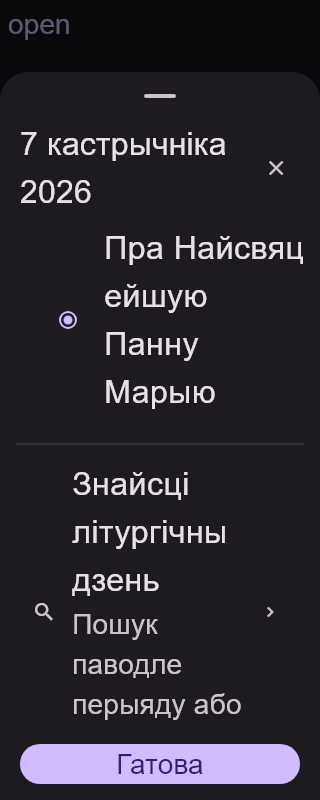 open
7 кастрычніка
2026
Пра Найсвяц
ейшую
Панну
Марыю
Знайсці
літургічны
дзень
Пошук
паводле
перыяду або
Гатова